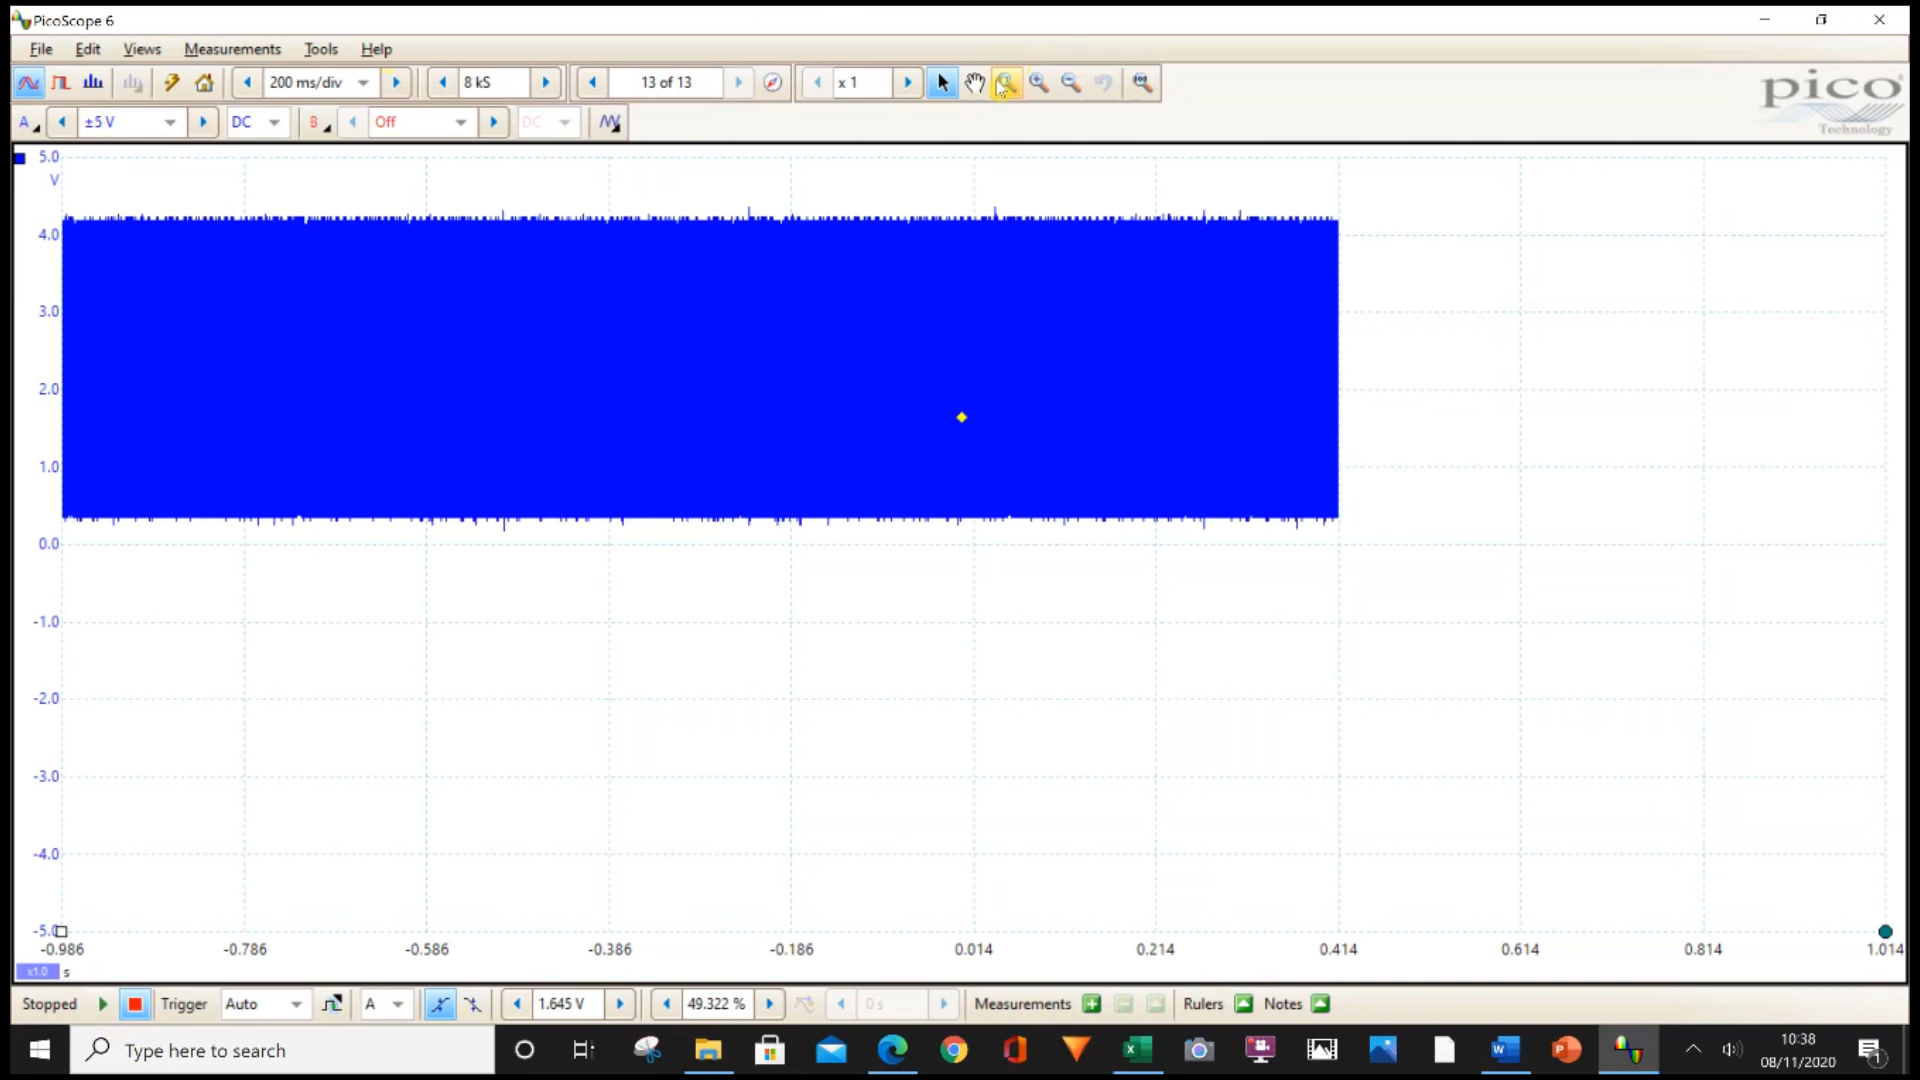 PicoScope 6
File Edit Views Measurements Tools Help
200 ms/div 8 kS 13 of 13 x 1
pico
Technology
A ±5 V DC B Off DC
5.0
V
4.0
3.0
2.0
1.0
0.0
-1.0
-2.0
-3.0
-4.0
-5.0
-0.986 -0.786 -0.586 -0.386 -0.186 0.014 0.214 0.414 0.614 0.814 1.014
x1.0 s
Stopped Trigger Auto A 1.645 V 49.322 % 0 s Measurements Rulers Notes
Type here to search
10:38
08/11/2020
1